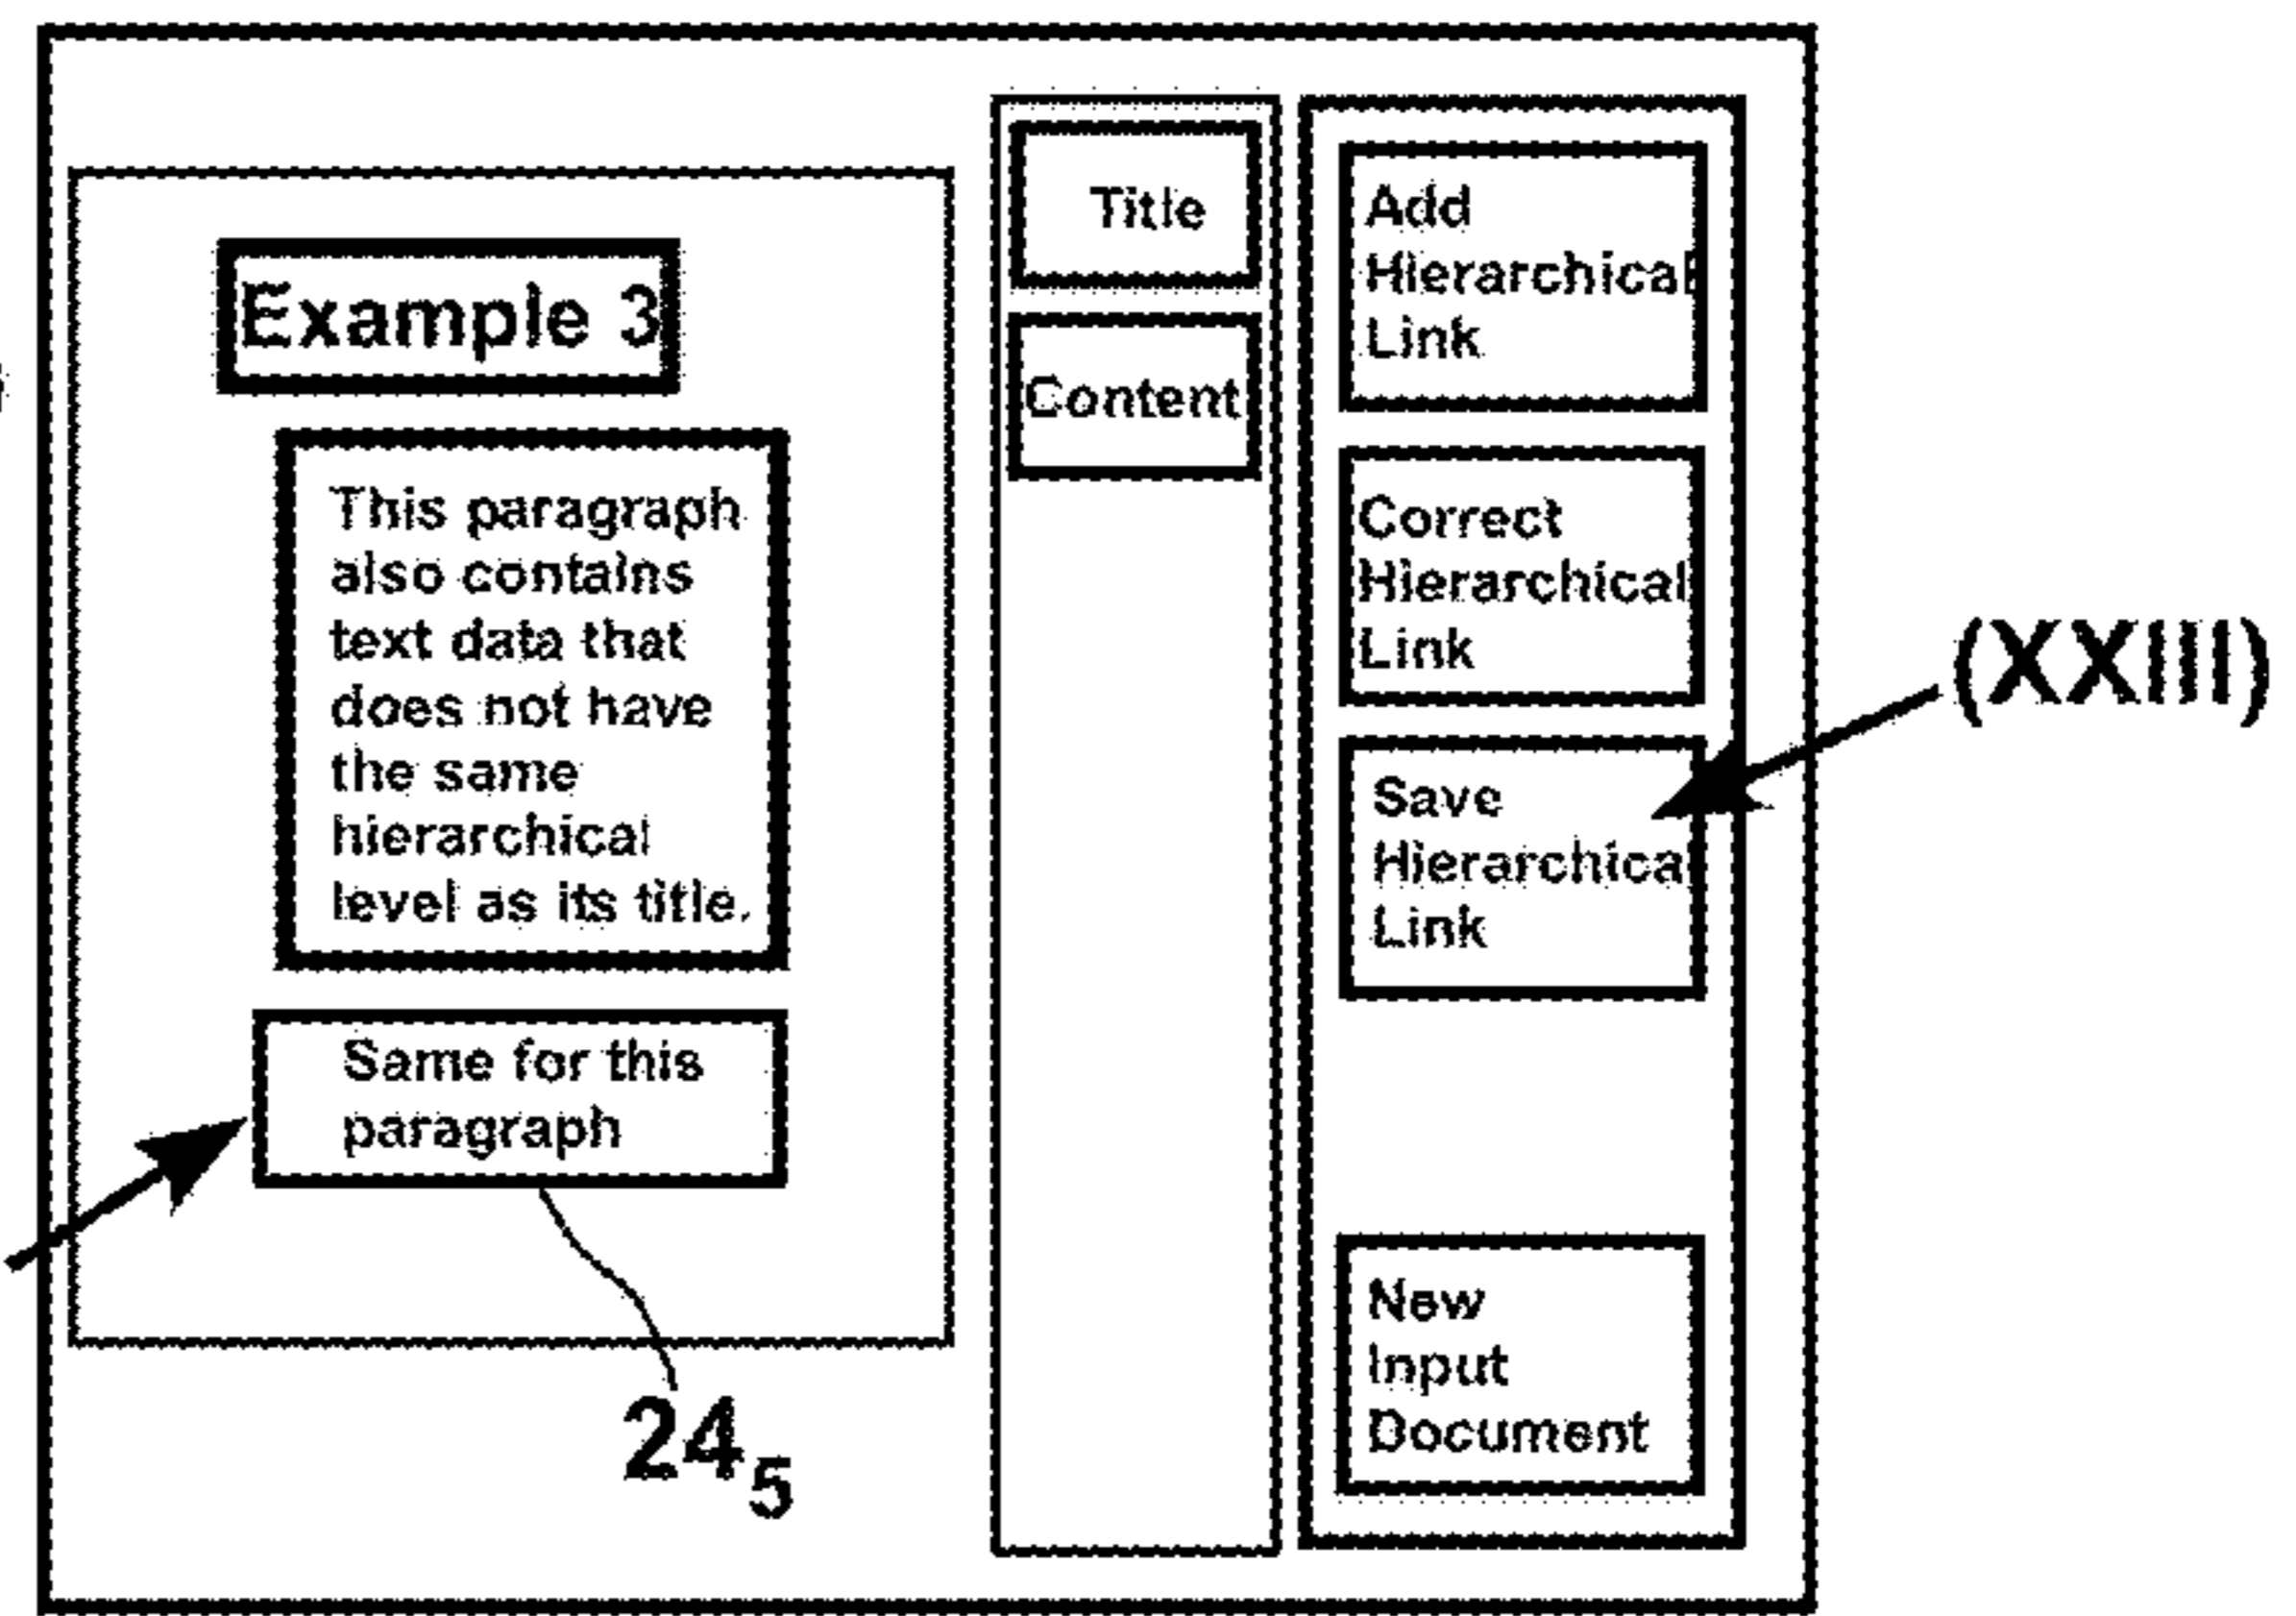 Example 3
This paragraph
also contains
text data that
does not have
the same
hierarchical
level as its title.
Same for this
paragraph
24₅
Title
Content
Add
Hierarchical
Link
Correct
Hierarchical
Link
Save
Hierarchical
Link
New
Input
Document
(XXIII)